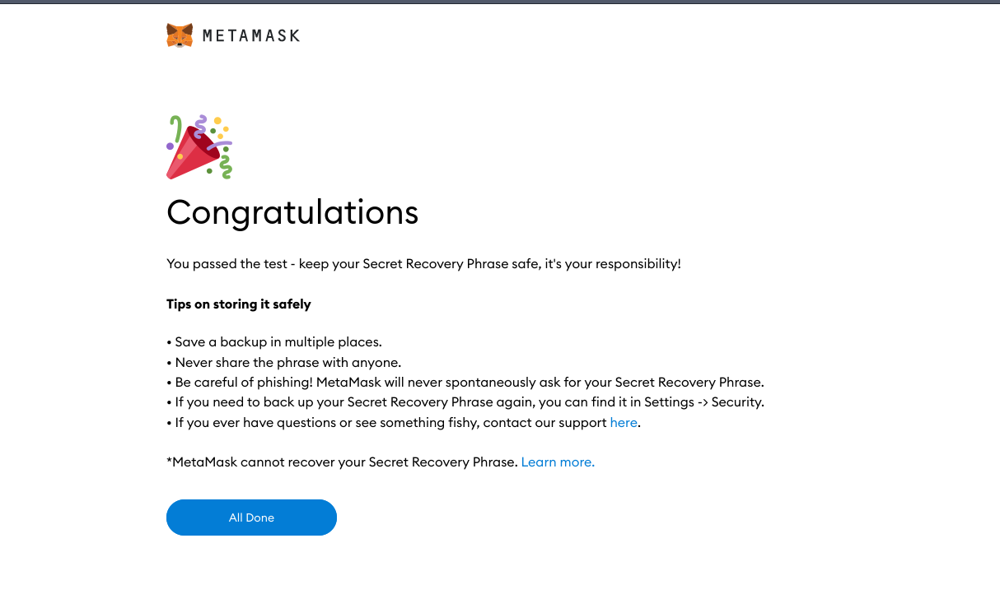 METAMASK
Congratulations
You passed the test - keep your Secret Recovery Phrase safe, it's your responsibility!
Tips on storing it safely
• Save a backup in multiple places.
• Never share the phrase with anyone.
• Be careful of phishing! MetaMask will never spontaneously ask for your Secret Recovery Phrase.
• If you need to back up your Secret Recovery Phrase again, you can find it in Settings -> Security.
• If you ever have questions or see something fishy, contact our support here.
*MetaMask cannot recover your Secret Recovery Phrase. Learn more.
All Done